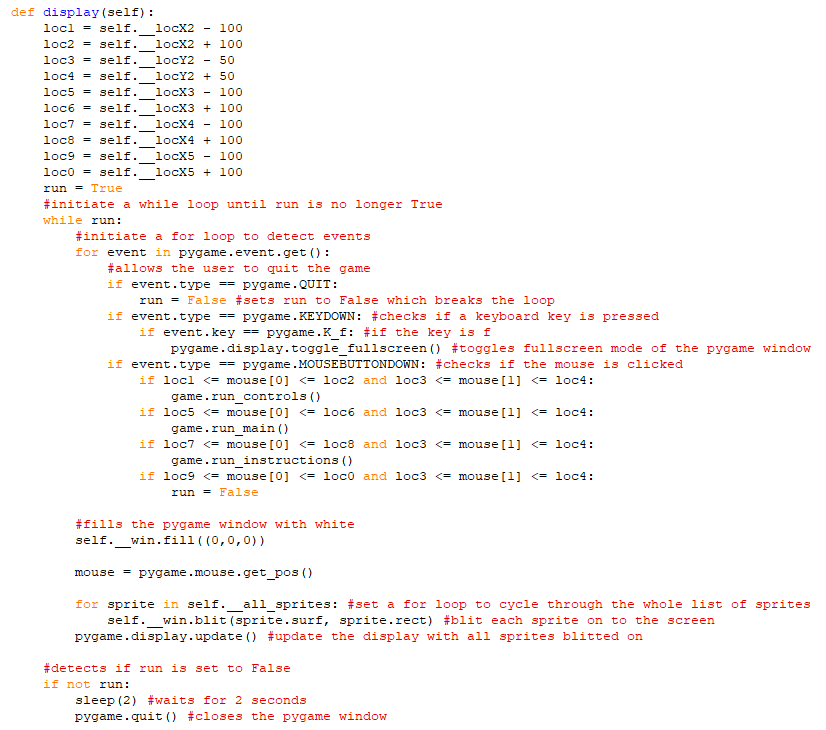 def display(self):
    loc1 = self.__locX2 - 100
    loc2 = self.__locX2 + 100
    loc3 = self.__locY2 - 50
    loc4 = self.__locY2 + 50
    loc5 = self.__locX3 - 100
    loc6 = self.__locX3 + 100
    loc7 = self.__locX4 - 100
    loc8 = self.__locX4 + 100
    loc9 = self.__locX5 - 100
    loc0 = self.__locX5 + 100
    run = True
    #initiate a while loop until run is no longer True
    while run:
        #initiate a for loop to detect events
        for event in pygame.event.get():
            #allows the user to quit the game
            if event.type == pygame.QUIT:
                run = False #sets run to False which breaks the loop
            if event.type == pygame.KEYDOWN: #checks if a keyboard key is pressed
                if event.key == pygame.K_f: #if the key is f
                    pygame.display.toggle_fullscreen() #toggles fullscreen mode of the pygame window
            if event.type == pygame.MOUSEBUTTONDOWN: #checks if the mouse is clicked
                if loc1 <= mouse[0] <= loc2 and loc3 <= mouse[1] <= loc4:
                    game.run_controls()
                if loc5 <= mouse[0] <= loc6 and loc3 <= mouse[1] <= loc4:
                    game.run_main()
                if loc7 <= mouse[0] <= loc8 and loc3 <= mouse[1] <= loc4:
                    game.run_instructions()
                if loc9 <= mouse[0] <= loc0 and loc3 <= mouse[1] <= loc4:
                    run = False

        #fills the pygame window with white
        self.__win.fill((0,0,0))

        mouse = pygame.mouse.get_pos()

        for sprite in self.__all_sprites: #set a for loop to cycle through the whole list of sprites
            self.__win.blit(sprite.surf, sprite.rect) #blit each sprite on to the screen
        pygame.display.update() #update the display with all sprites blitted on

    #detects if run is set to False
    if not run:
        sleep(2) #waits for 2 seconds
        pygame.quit() #closes the pygame window